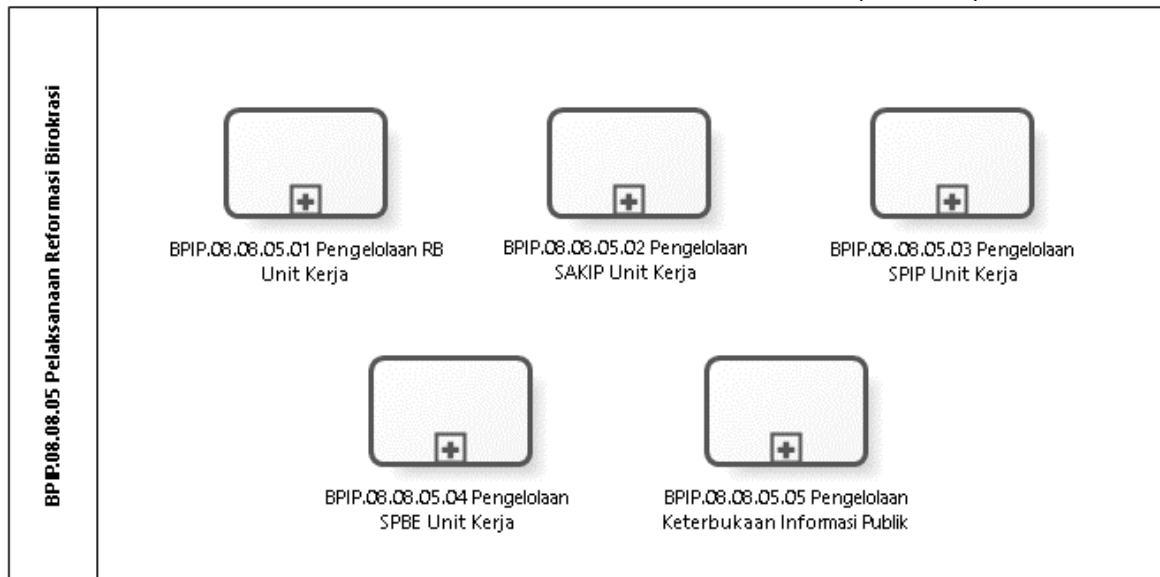 BPIP.08.08.05 Pelaksanaan Reformasi Birokrasi
BPIP.08.08.05.01 Pengelolaan RB
Unit Kerja
BPIP.08.08.05.02 Pengelolaan
SAKIP Unit Kerja
BPIP.08.08.05.03 Pengelolaan
SPIP Unit Kerja
BPIP.08.08.05.04 Pengelolaan
SPBE Unit Kerja
BPIP.08.08.05.05 Pengelolaan
Keterbukaan Informasi Publik